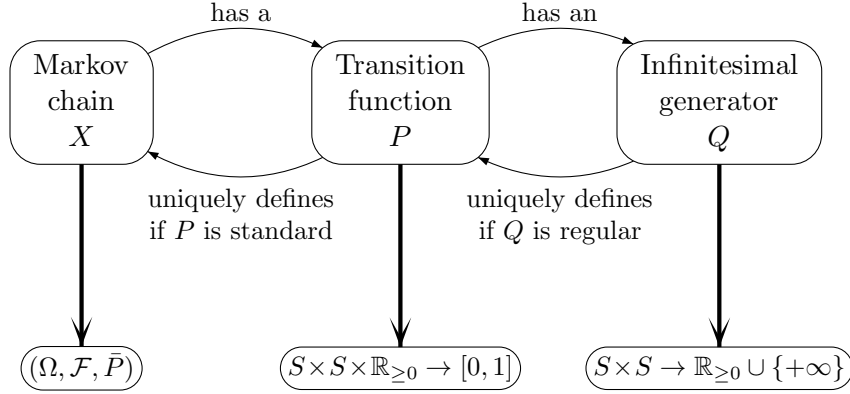 has a
has an
Markov
chain
X
Transition
function
P
Infinitesimal
generator
Q
uniquely defines
if P is standard
uniquely defines
if Q is regular
(Ω, ℱ, P̄)
S×S×ℝ≥0 → [0, 1]
S×S → ℝ≥0 ∪ {+∞}